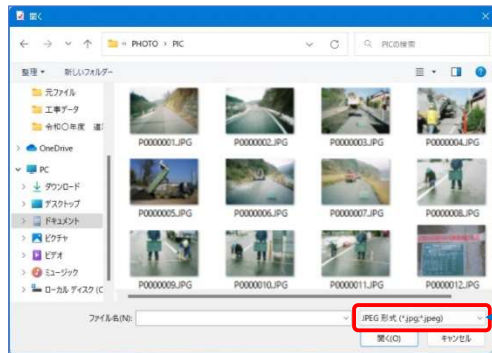 開く
PHOTO › PIC
PICの検索
整理
新しいフォルダー
元ファイル
工事データ
令和〇年度 道
OneDrive
PC
ダウンロード
デスクトップ
ドキュメント
ピクチャ
ビデオ
ミュージック
ローカル ディスク (C
P0000001.JPG
P0000002.JPG
P0000003.JPG
P0000004.JPG
P0000005.JPG
P0000006.JPG
P0000007.JPG
P0000008.JPG
P0000009.JPG
P0000010.JPG
P0000011.JPG
P0000012.JPG
ファイル名(N):
JPEG 形式 (*.jpg;*.jpeg)
開く(O)
キャンセル